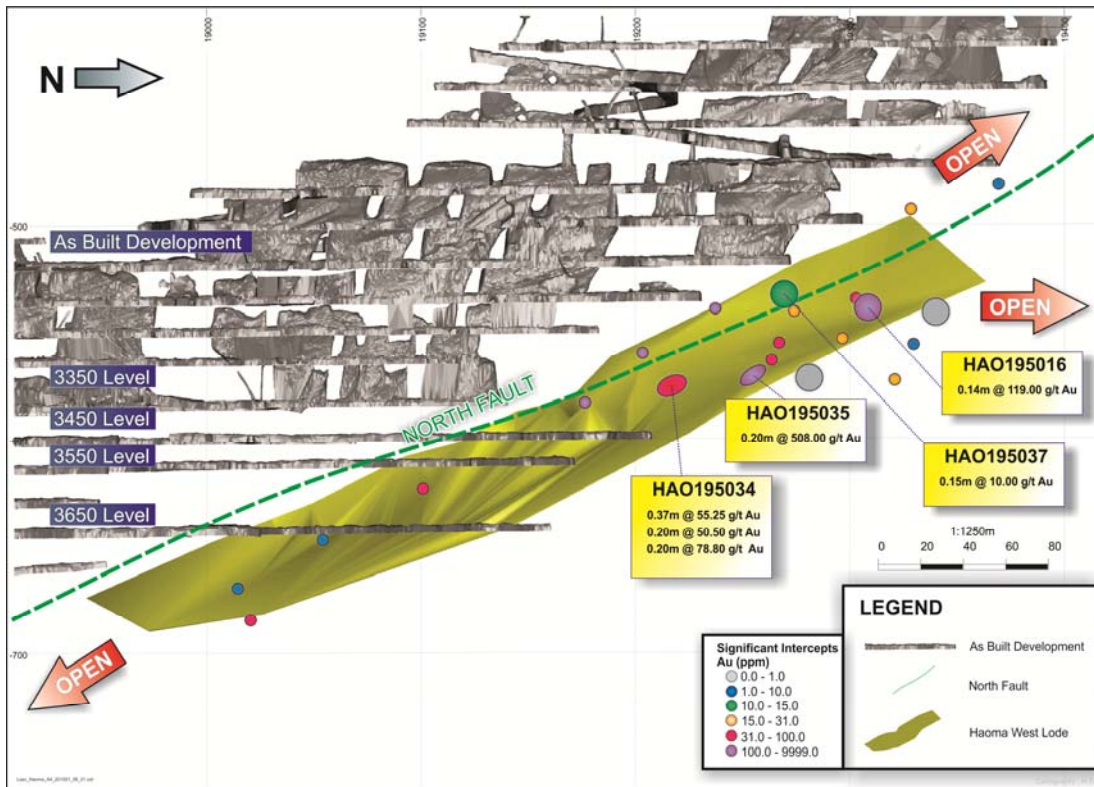 19000
19100
19200
N
OPEN
-500
As Built Development
OPEN
3350 Level
HAO195016
0.14m @ 119.00 g/t Au
3450 Level
NORTH FAULT
HAO195035
0.20m @ 508.00 g/t Au
3550 Level
HAO195037
0.15m @ 10.00 g/t Au
HAO195034
0.37m @ 55.25 g/t Au
0.20m @ 50.50 g/t Au
0.20m @ 78.80 g/t Au
3650 Level
1:1250m
0 20 40 60 80
LEGEND
As Built Development
North Fault
Haoma West Lode
Significant Intercepts
Au (ppm)
0.0 - 1.0
1.0 - 10.0
10.0 - 15.0
15.0 - 31.0
31.0 - 100.0
100.0 - 9999.0
-700
OPEN